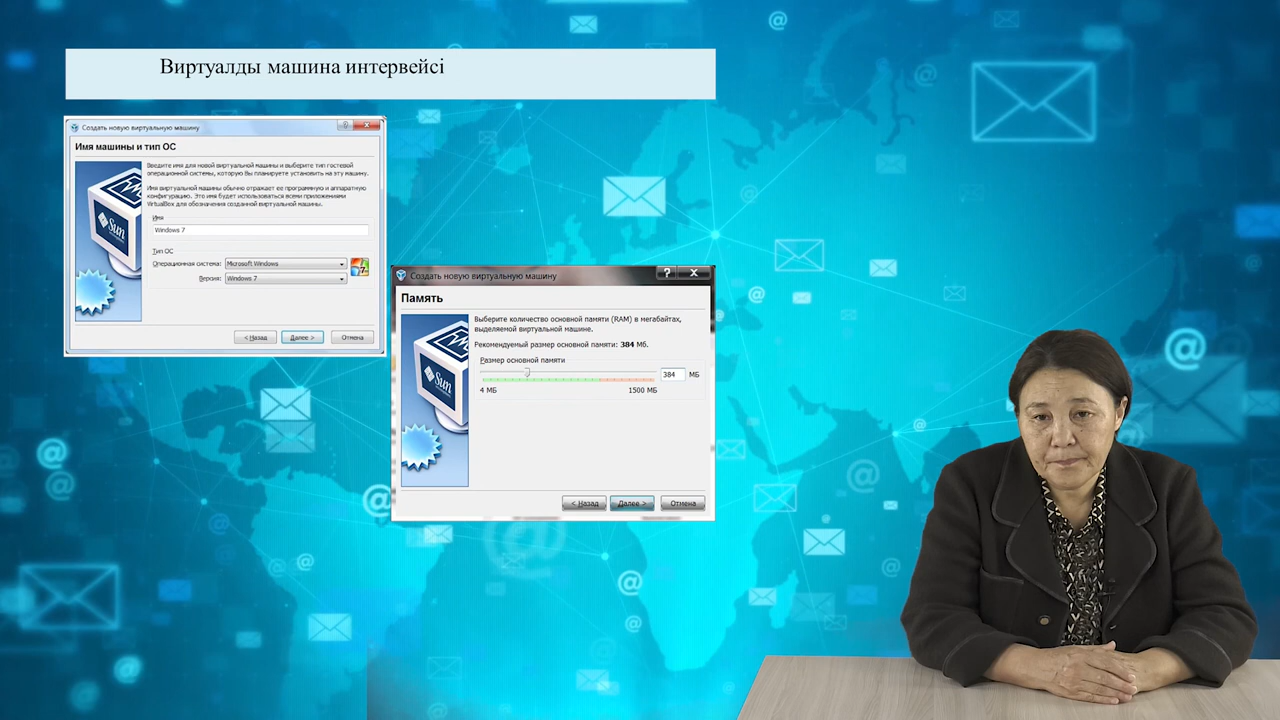 Виртуалды машина интервейсі
Создать новую виртуальную машину
Имя машины и тип ОС
Введите имя для новой виртуальной машины и выберите тип гостевой
операционной системы, которую Вы планируете установить на эту машину.
Имя виртуальной машины обычно отражает ее программную и аппаратную
конфигурацию. Это имя будет использоваться всеми приложениями
VirtualBox для обозначения созданной виртуальной машины.
Имя
Windows 7
Тип ОС
Операционная система: Microsoft Windows
Версия: Windows 7
< Назад Далее > Отмена
Sun
Создать новую виртуальную машину
Память
Выберите количество основной памяти (RAM) в мегабайтах,
выделяемой виртуальной машине.
Рекомендуемый размер основной памяти: 384 Мб.
Размер основной памяти
384 МБ
4 МБ 1500 МБ
Sun
< Назад Далее > Отмена